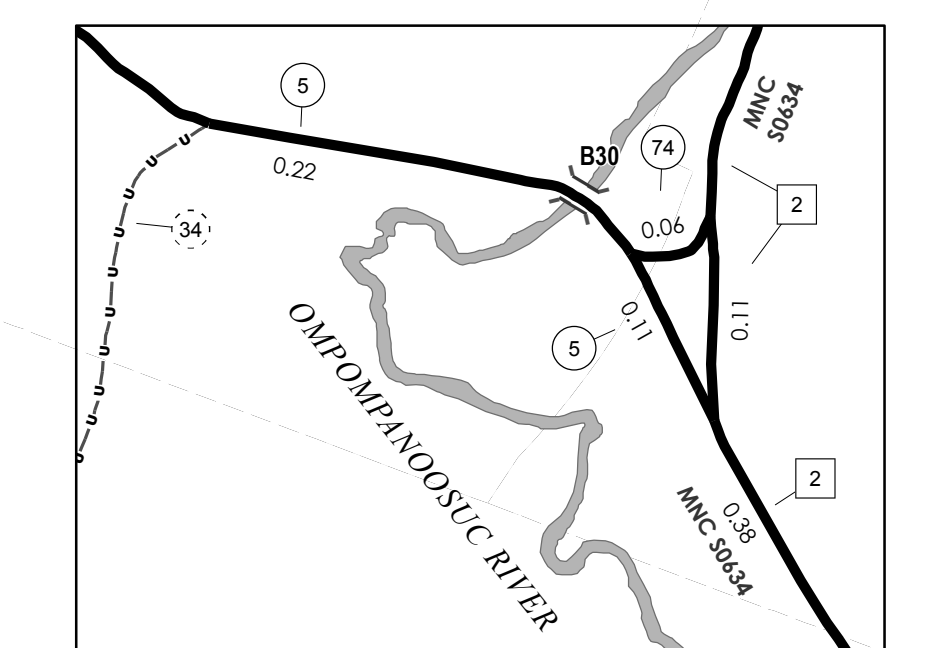 5
MNC
S0634
B30
74
0.22
2
34
0.06
OMPOMPANOOSUC RIVER
0.11
0.11
5
2
0.38
MNC S0634
U
U
U
U
U
U
U
U
U
U
U